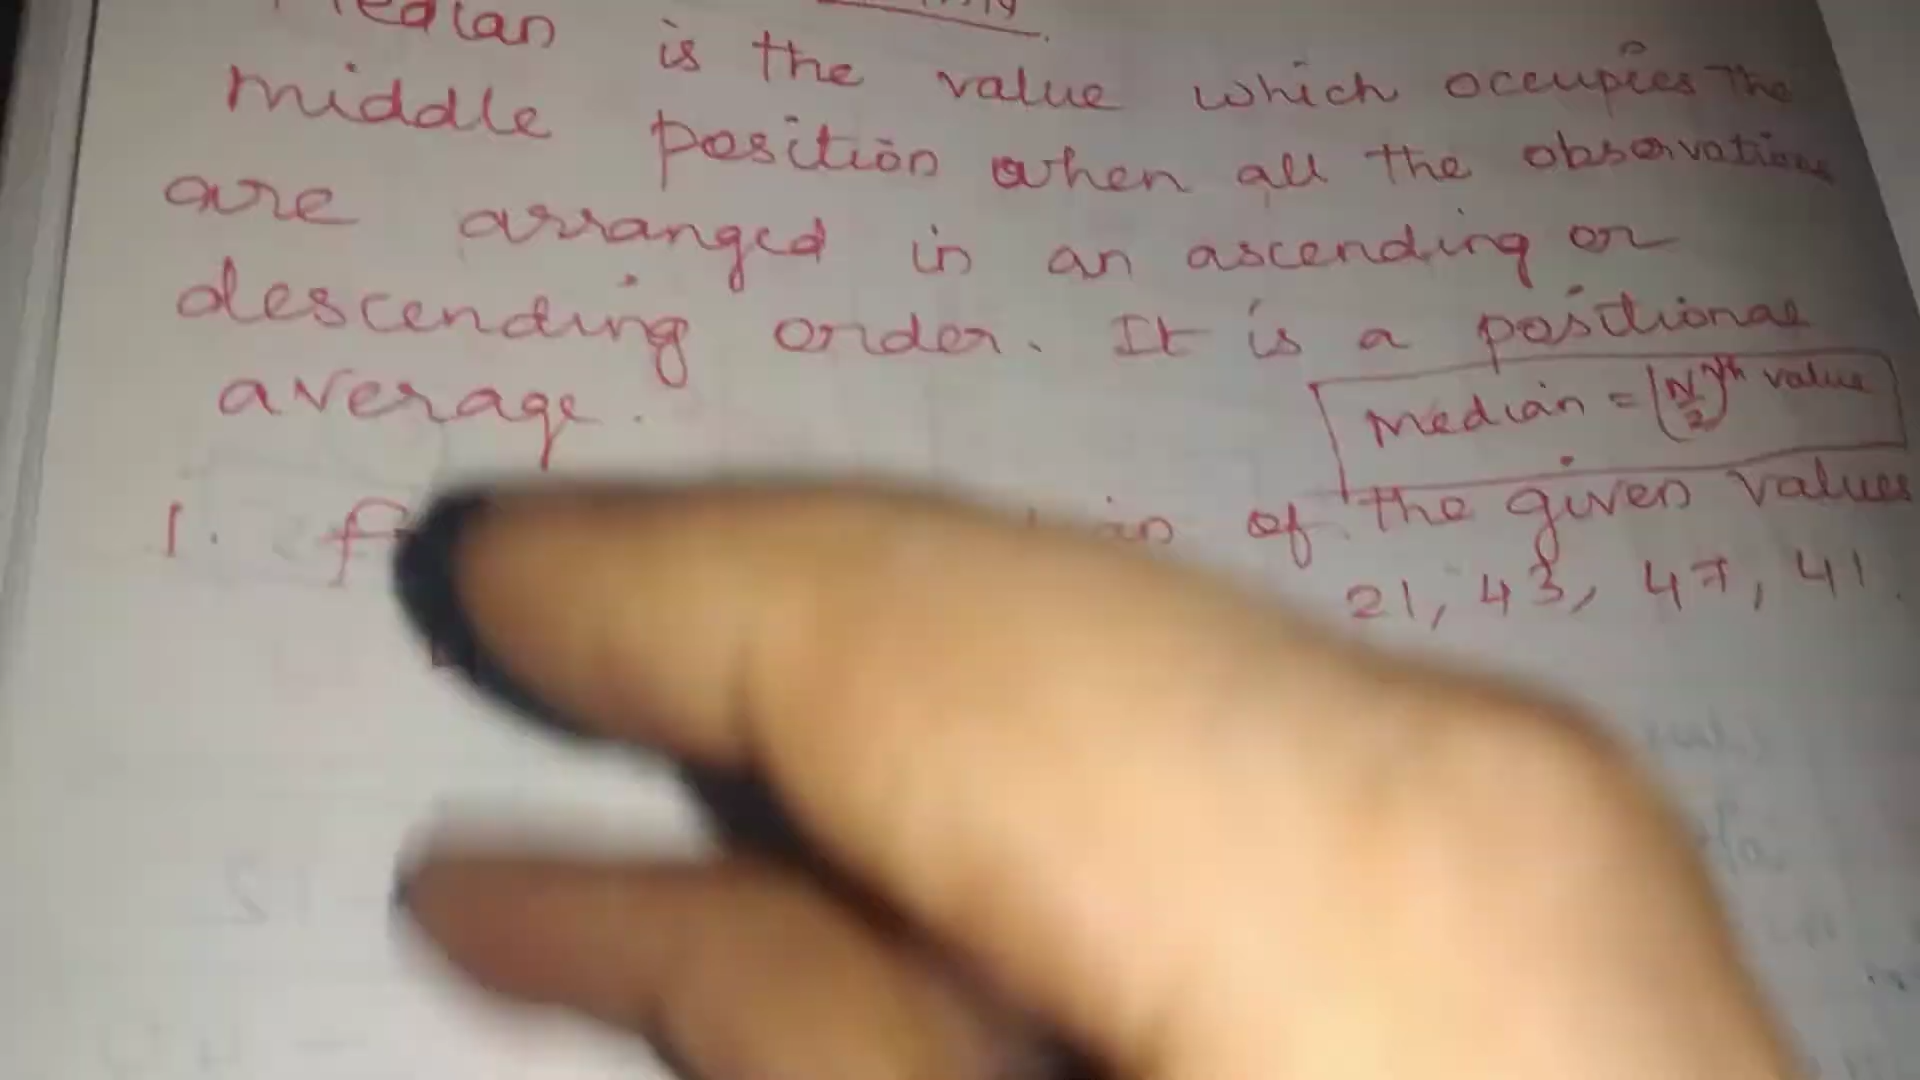 Median is the value which occupies the
middle position when all the observations
are arranged in an ascending or
descending order. It is a positional
average.
Median = (N/2)th value
1. of the given values
21, 43, 47, 41.